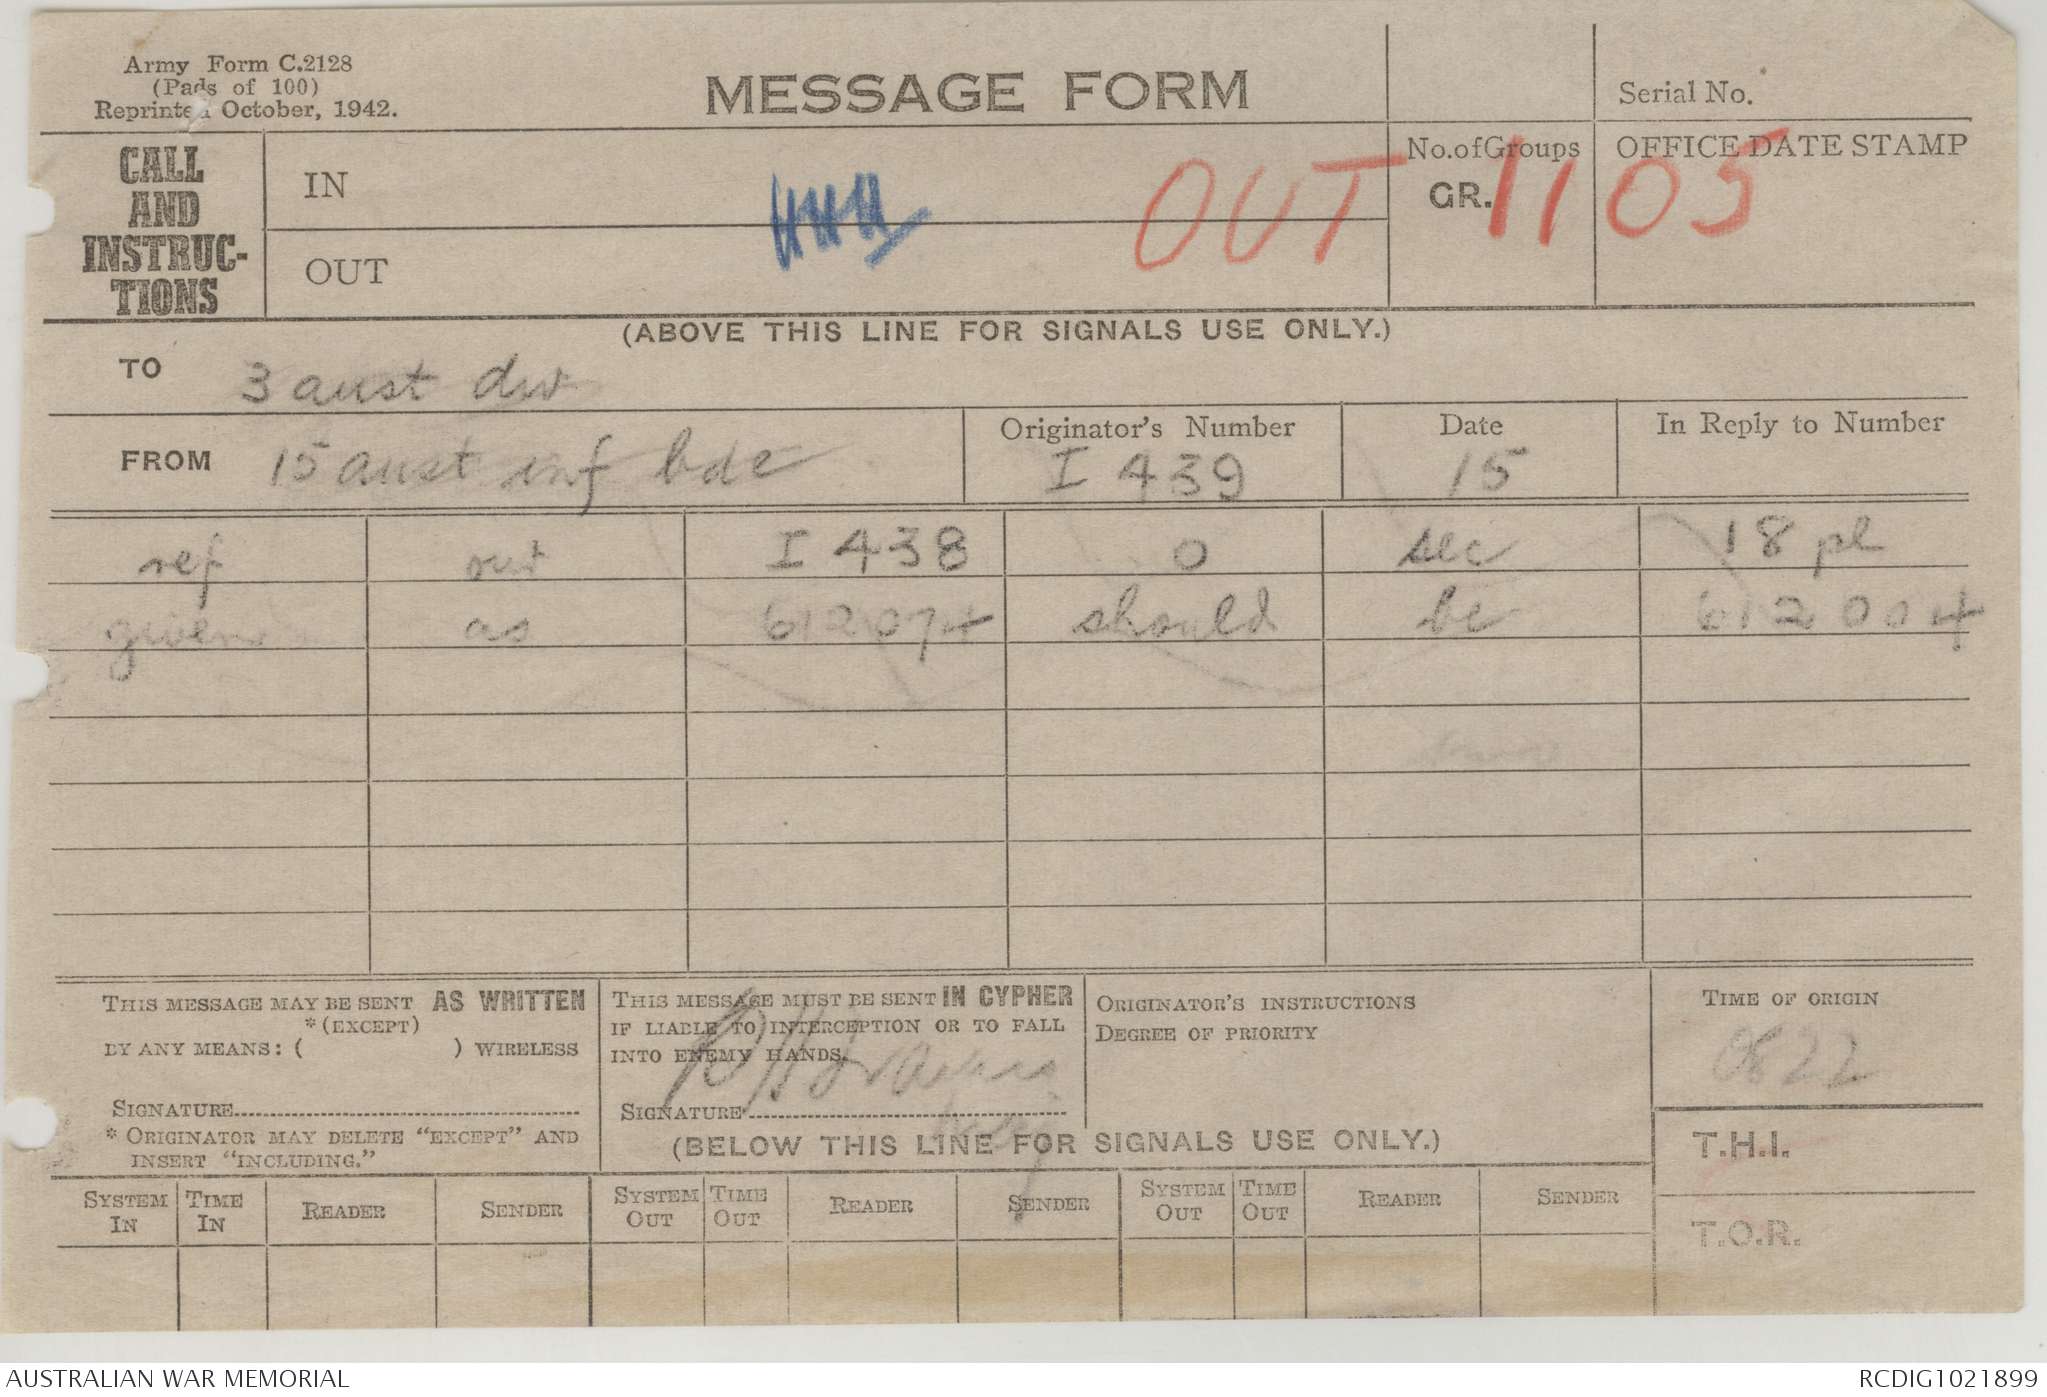 Army Form C.2128
(Pads of 100)
Reprinted October, 1942.
MESSAGE FORM
Serial No.
CALL
AND
INSTRUC-
TIONS
IN
OUT
OUT 1105
No. of Groups
GR.
OFFICE DATE STAMP
(ABOVE THIS LINE FOR SIGNALS USE ONLY.)
TO 3 aust div
FROM 15 aust inf bde
Originator's Number
I 439
Date
15
In Reply to Number
ref our I 438 O sec 18 pl
given as 612074 should be 612004
THIS MESSAGE MAY BE SENT AS WRITTEN
* (EXCEPT)
BY ANY MEANS: ( ) WIRELESS
SIGNATURE
* ORIGINATOR MAY DELETE "EXCEPT" AND
INSERT "INCLUDING."
THIS MESSAGE MUST BE SENT IN CYPHER
IF LIABLE TO INTERCEPTION OR TO FALL
INTO ENEMY HANDS.
SIGNATURE
ORIGINATOR'S INSTRUCTIONS
DEGREE OF PRIORITY
TIME OF ORIGIN
0822
T.H.I.
T.O.R.
(BELOW THIS LINE FOR SIGNALS USE ONLY.)
SYSTEM IN TIME IN READER SENDER SYSTEM OUT TIME OUT READER SENDER SYSTEM OUT TIME OUT READER SENDER
AUSTRALIAN WAR MEMORIAL
RCDIG1021899